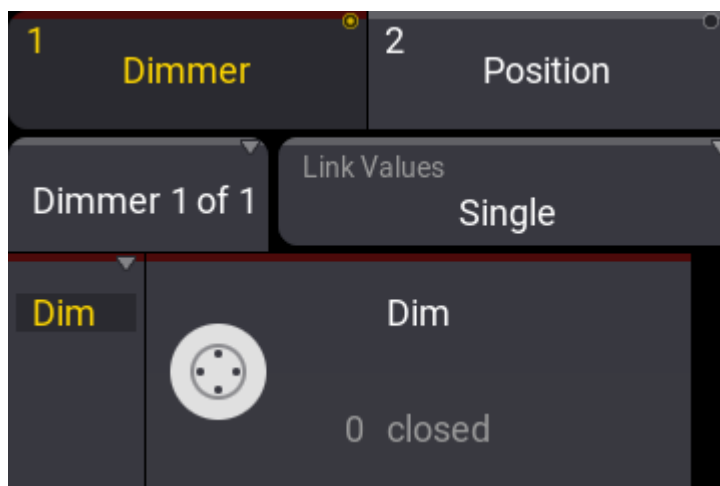 1
Dimmer
2
Position
Dimmer 1 of 1
Link Values
Single
Dim
Dim
0 closed